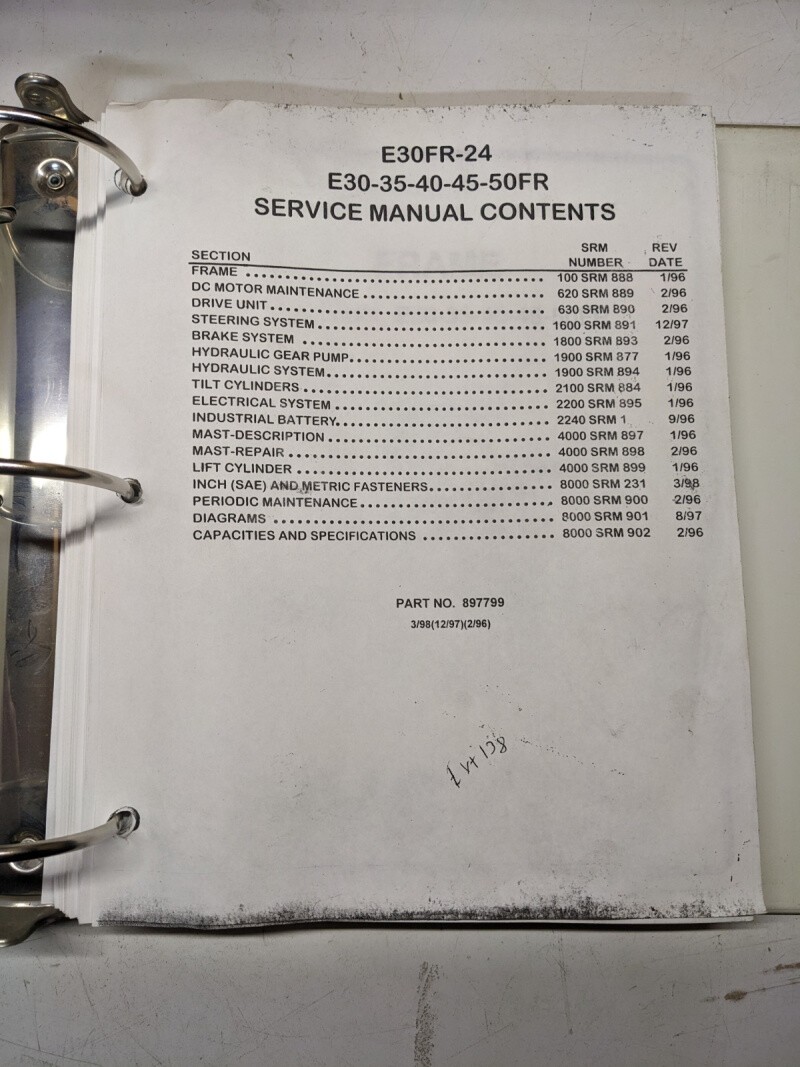 E30FR-24
E30-35-40-45-50FR
SERVICE MANUAL CONTENTS
SECTION SRM NUMBER REV DATE
FRAME 100 SRM 888 1/96
DC MOTOR MAINTENANCE 620 SRM 889 2/96
DRIVE UNIT 630 SRM 890 2/96
STEERING SYSTEM 1600 SRM 891 12/97
BRAKE SYSTEM 1800 SRM 893 2/96
HYDRAULIC GEAR PUMP 1900 SRM 877 1/96
HYDRAULIC SYSTEM 1900 SRM 894 1/96
TILT CYLINDERS 2100 SRM 884 1/96
ELECTRICAL SYSTEM 2200 SRM 895 1/96
INDUSTRIAL BATTERY 2240 SRM 1 9/96
MAST-DESCRIPTION 4000 SRM 897 1/96
MAST-REPAIR 4000 SRM 898 2/96
LIFT CYLINDER 4000 SRM 899 1/96
INCH (SAE) AND METRIC FASTENERS 8000 SRM 231 3/98
PERIODIC MAINTENANCE 8000 SRM 900 2/96
DIAGRAMS 8000 SRM 901 8/97
CAPACITIES AND SPECIFICATIONS 8000 SRM 902 2/96
PART NO. 897799
3/98(12/97)(2/96)